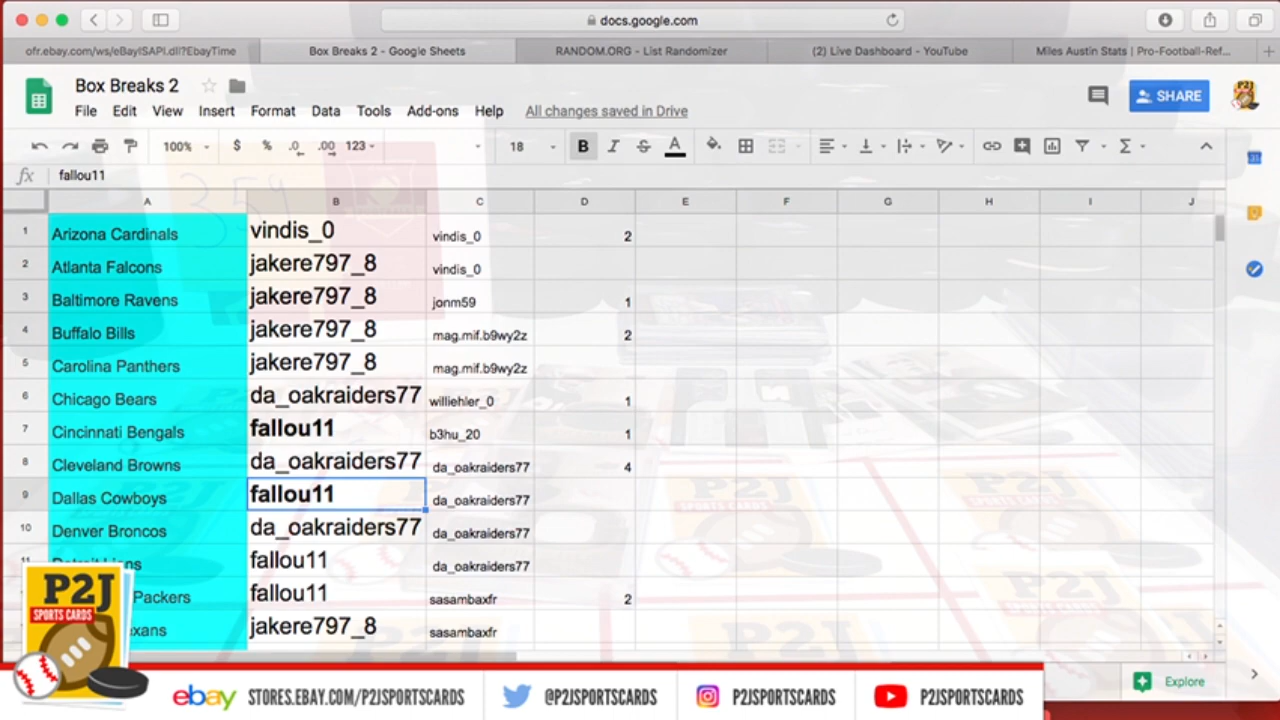 docs.google.com
ofr.ebay.com/ws/eBayISAPI.dll?EbayTime
Box Breaks 2 - Google Sheets
RANDOM.ORG - List Randomizer
(2) Live Dashboard - YouTube
Miles Austin Stats | Pro-Football-Ref...
Box Breaks 2
File Edit View Insert Format Data Tools Add-ons Help All changes saved in Drive
SHARE
100% $ % .0 .00 123 18 B I S A
fx fallou11
A B C D E F G H I J
1 Arizona Cardinals vindis_0 vindis_0 2
2 Atlanta Falcons jakere797_8 vindis_0
3 Baltimore Ravens jakere797_8 jonm59 1
4 Buffalo Bills jakere797_8 mag.mif.b9wy2z 2
5 Carolina Panthers jakere797_8 mag.mif.b9wy2z
6 Chicago Bears da_oakraiders77 williehler_0 1
7 Cincinnati Bengals fallou11 b3hu_20 1
8 Cleveland Browns da_oakraiders77 da_oakraiders77 4
9 Dallas Cowboys fallou11 da_oakraiders77
10 Denver Broncos da_oakraiders77 da_oakraiders77
fallou11 da_oakraiders77
Packers fallou11 sasambaxfr 2
exans jakere797_8 sasambaxfr
P2J
SPORTS CARDS
ebay STORES.EBAY.COM/P2JSPORTSCARDS
@P2JSPORTSCARDS
P2JSPORTSCARDS
P2JSPORTSCARDS
Explore